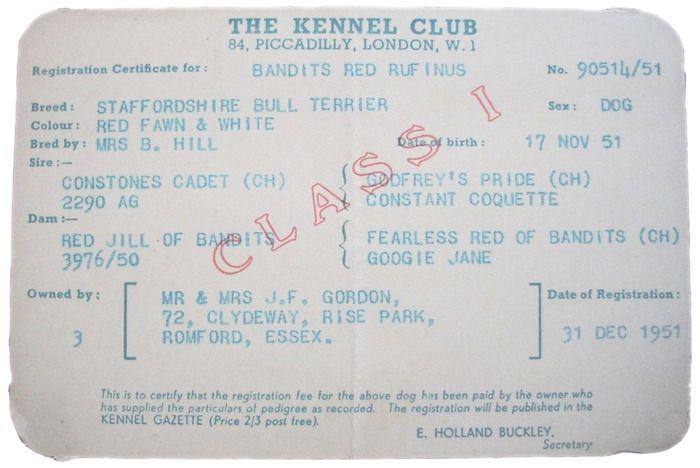 THE KENNEL CLUB
84, PICCADILLY, LONDON, W.1
Registration Certificate for: BANDITS RED RUFINUS No. 90514/51
Breed: STAFFORDSHIRE BULL TERRIER Sex: DOG
Colour: RED FAWN & WHITE
Bred by: MRS B. HILL Date of birth: 17 NOV 51
Sire:—
CONSTONES CADET (CH) { GODFREY'S PRIDE (CH)
2290 AG CONSTANT COQUETTE
Dam:—
RED JILL OF BANDITS { FEARLESS RED OF BANDITS (CH)
3976/50 GOOGIE JANE
CLASS I
Owned by: [ MR & MRS J.F. GORDON, ] Date of Registration:
72, CLYDEWAY, RISE PARK,
3 ROMFORD, ESSEX. 31 DEC 1951
This is to certify that the registration fee for the above dog has been paid by the owner who
has supplied the particulars of pedigree as recorded. The registration will be published in the
KENNEL GAZETTE (Price 2/3 post free).
E. HOLLAND BUCKLEY,
Secretary